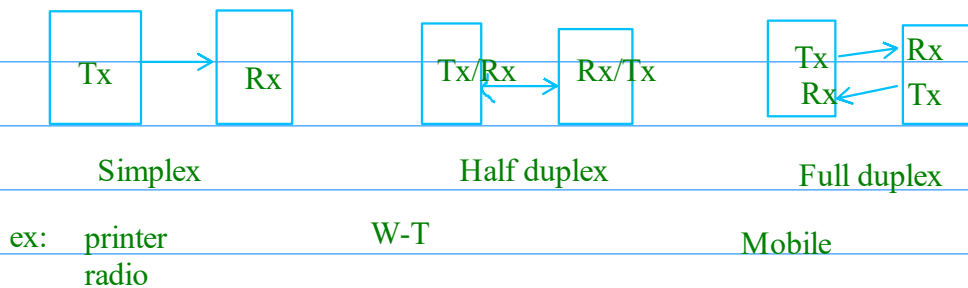 Tx Rx Tx/Rx Rx/Tx Tx Rx
Rx Tx
Simplex Half duplex Full duplex
ex: printer W-T Mobile
radio